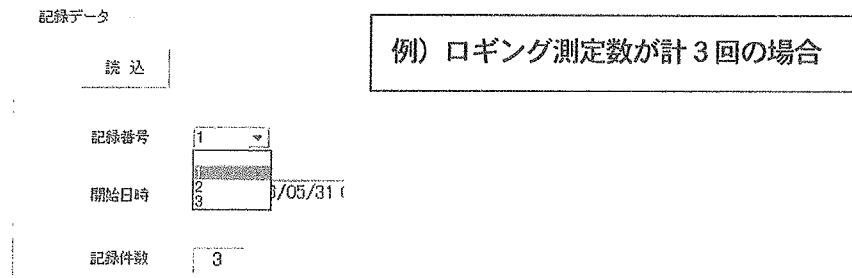 記録データ
例）ロギング測定数が計3回の場合
読 込
記録番号 1
1
2
3
開始日時 /05/31
記録件数 3